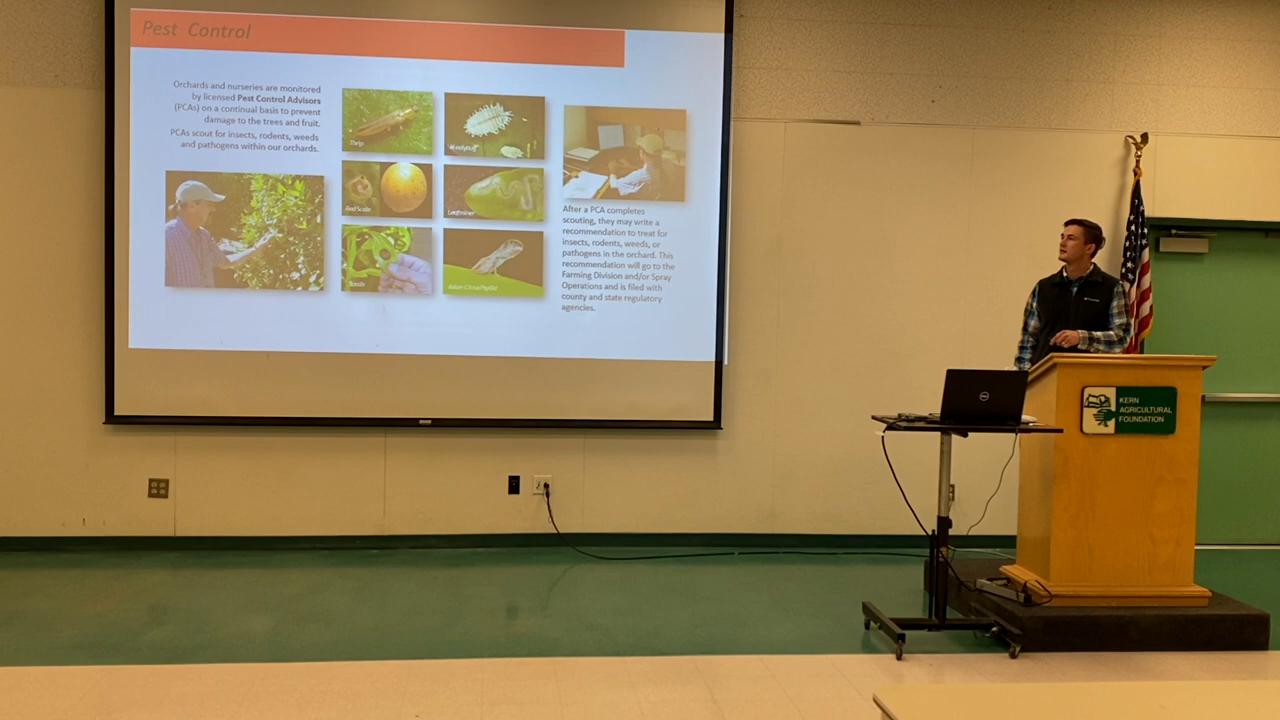 Pest Control
Orchards and nurseries are monitored
by licensed Pest Control Advisors
(PCAs) on a continual basis to prevent
damage to the trees and fruit.
PCAs scout for insects, rodents, weeds
and pathogens within our orchards.
Thrip
Mealybug
Red Scale
Leafminer
Asian Citrus Psyllid
After a PCA completes
scouting, they may write a
recommendation to treat for
insects, rodents, weeds, or
pathogens in the orchard. This
recommendation will go to the
Farming Division and/or Spray
Operations and is filed with
county and state regulatory
agencies.
DELL
KERN
AGRICULTURAL
FOUNDATION